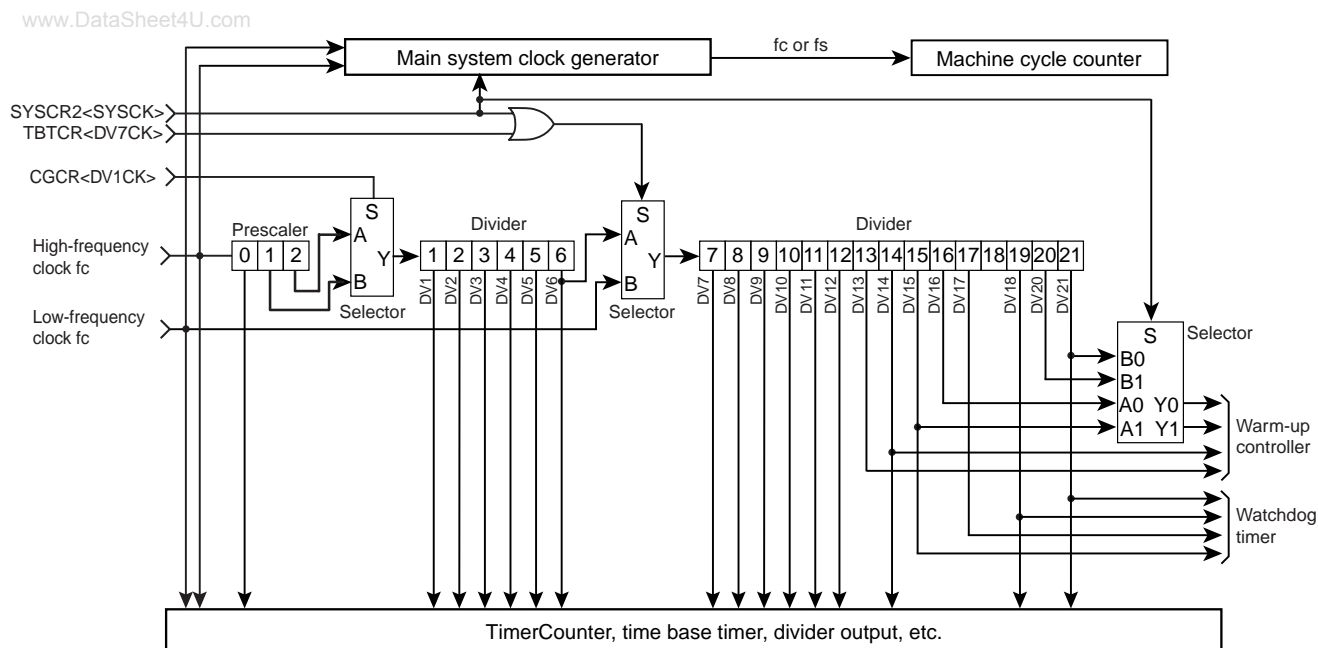 www.DataSheet4U.com
Main system clock generator
fc or fs
Machine cycle counter
SYSCR2<SYSCK>
TBTCR<DV7CK>
CGCR<DV1CK>
High-frequency
clock fc
Low-frequency
clock fc
Prescaler
0 1 2
S
A
B
Y
Selector
Divider
1 2 3 4 5 6
DV1 DV2 DV3 DV4 DV5 DV6
S
A
B
Y
Selector
Divider
7 8 9 10 11 12 13 14 15 16 17 18 19 20 21
DV7 DV8 DV9 DV10 DV11 DV12 DV13 DV14 DV15 DV16 DV17 DV18 DV20 DV21
S
Selector
B0
B1
A0 Y0
A1 Y1
Warm-up
controller
Watchdog
timer
TimerCounter, time base timer, divider output, etc.